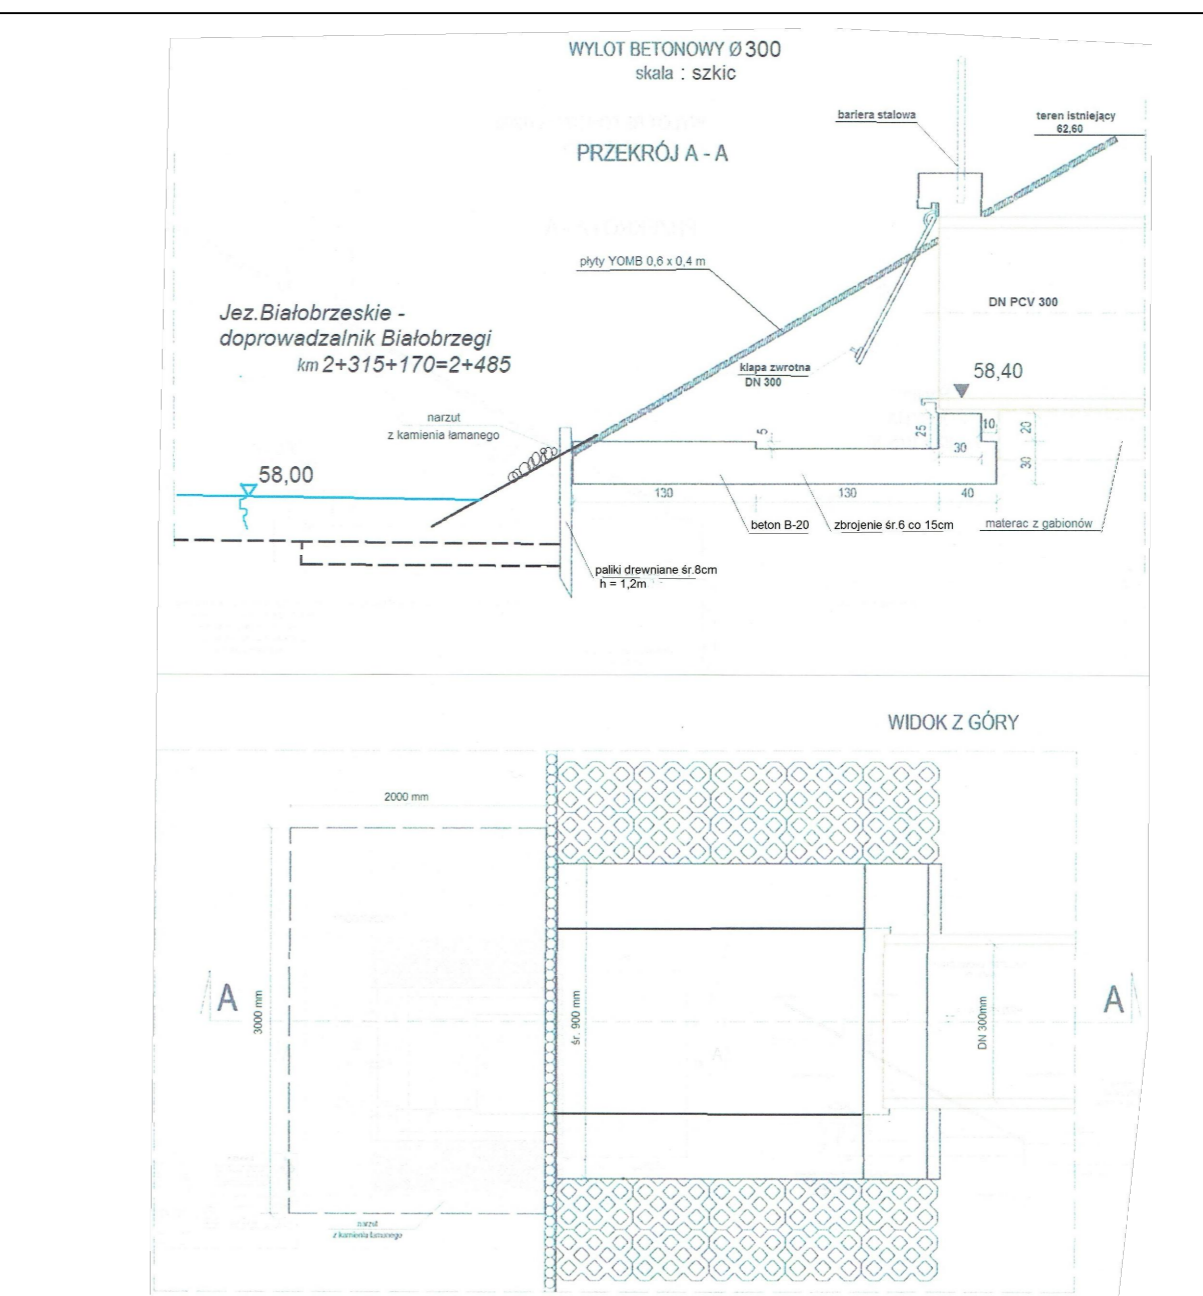 WYLOT BETONOWY Ø 300
skala : szkic
PRZEKRÓJ A - A
bariera stalowa
teren istniejący
62.60
płyty YOMB 0,6 x 0,4 m
DN PCV 300
Jez.Białobrzeskie -
doprowadzalnik Białobrzegi
km 2+315+170=2+485
klapa zwrotna
DN 300
58,40
narzut
z kamienia łamanego
5
25
10
20
30
30
58,00
130
130
40
beton B-20
zbrojenie śr.6 co 15cm
materac z gabionów
paliki drewniane śr.8cm
h = 1,2m
WIDOK Z GÓRY
2000 mm
3000 mm
śr. 900 mm
DN 300mm
A
A
narzut
z kamienia łamanego